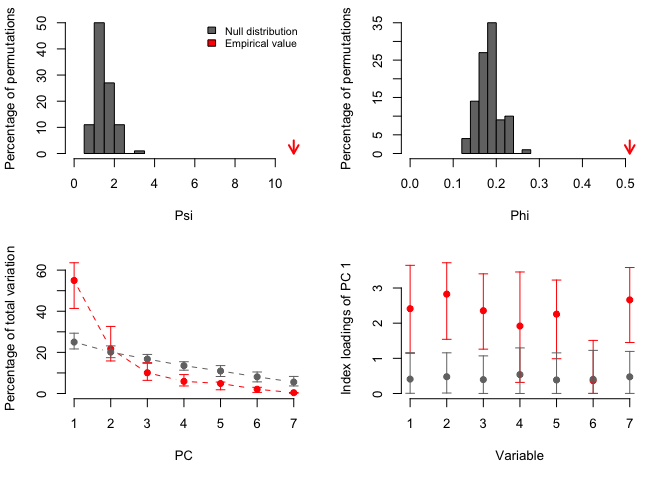 Percentage of permutations
50
40
30
20
10
0
Null distribution
Empirical value
0 2 4 6 8 10
Psi
Percentage of permutations
35
25
15
5
0
0.0 0.1 0.2 0.3 0.4 0.5
Phi
Percentage of total variation
60
40
20
0
1 2 3 4 5 6 7
PC
Index loadings of PC 1
3
2
1
0
1 2 3 4 5 6 7
Variable